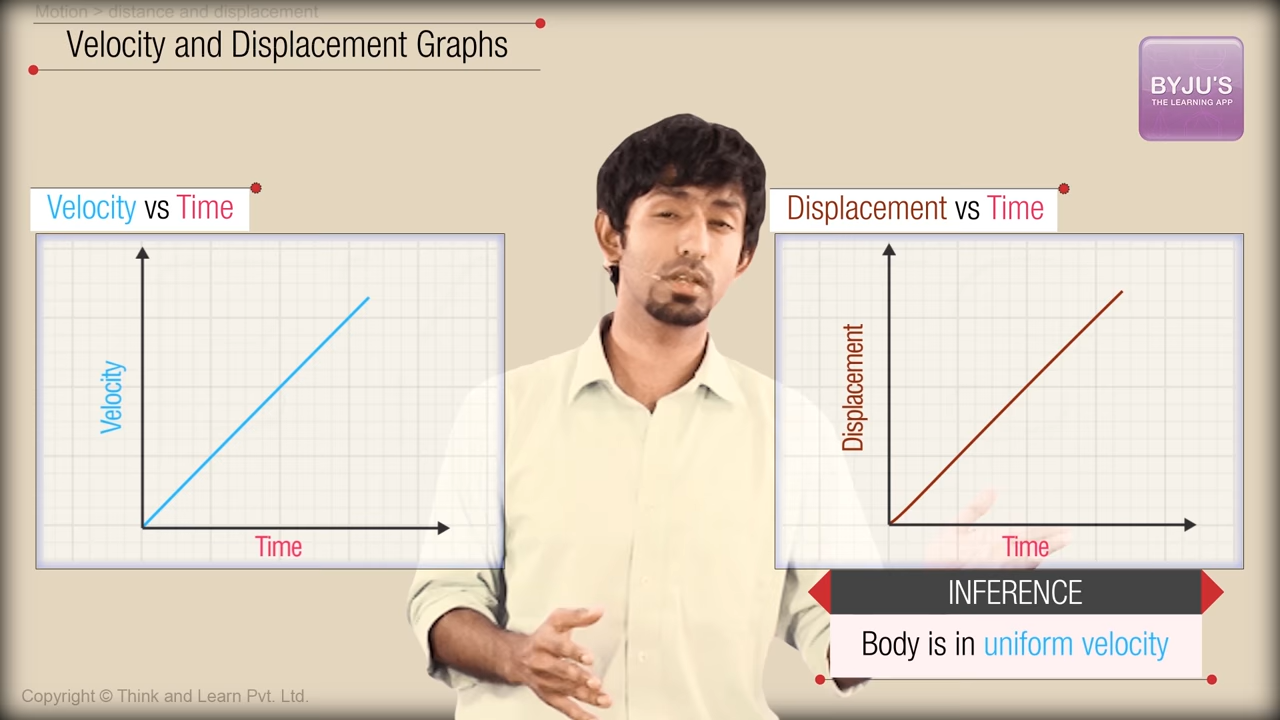 Motion > distance and displacement
Velocity and Displacement Graphs
BYJU'S
THE LEARNING APP
Velocity vs Time
Displacement vs Time
Velocity
Time
Displacement
Time
INFERENCE
Body is in uniform velocity
Copyright © Think and Learn Pvt. Ltd.